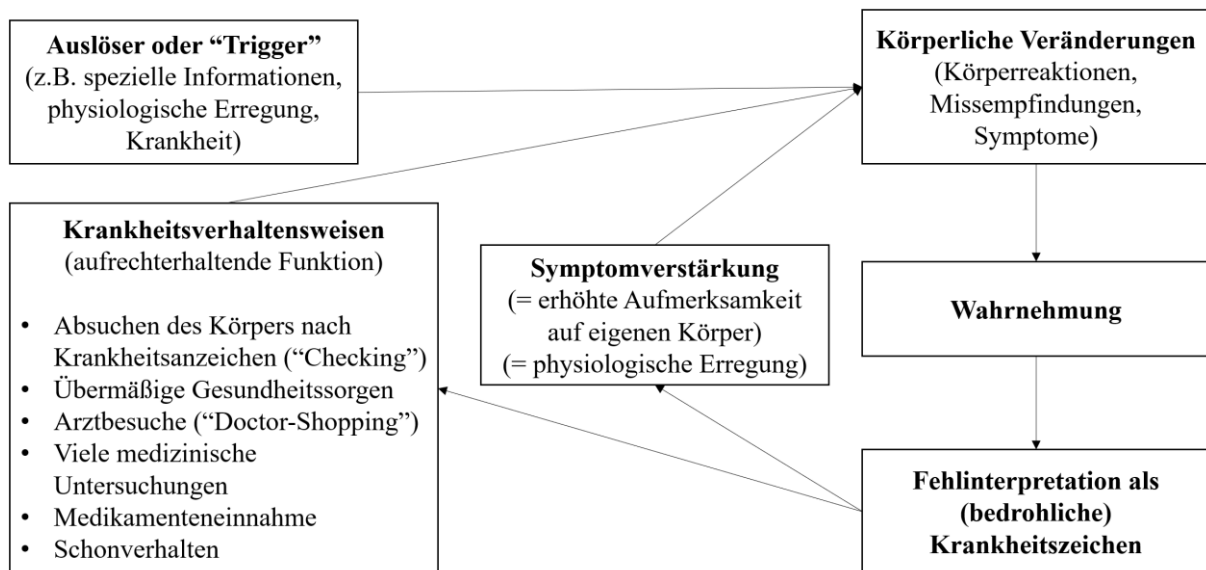 Auslöser oder “Trigger”
(z.B. spezielle Informationen,
physiologische Erregung,
Krankheit)
Körperliche Veränderungen
(Körperreaktionen,
Missempfindungen,
Symptome)
Krankheitsverhaltensweisen
(aufrechterhaltende Funktion)
• Absuchen des Körpers nach
Krankheitsanzeichen (“Checking”)
• Übermäßige Gesundheitssorgen
• Arztbesuche (“Doctor-Shopping”)
• Viele medizinische
Untersuchungen
• Medikamenteneinnahme
• Schonverhalten
Symptomverstärkung
(= erhöhte Aufmerksamkeit
auf eigenen Körper)
(= physiologische Erregung)
Wahrnehmung
Fehlinterpretation als
(bedrohliche)
Krankheitszeichen